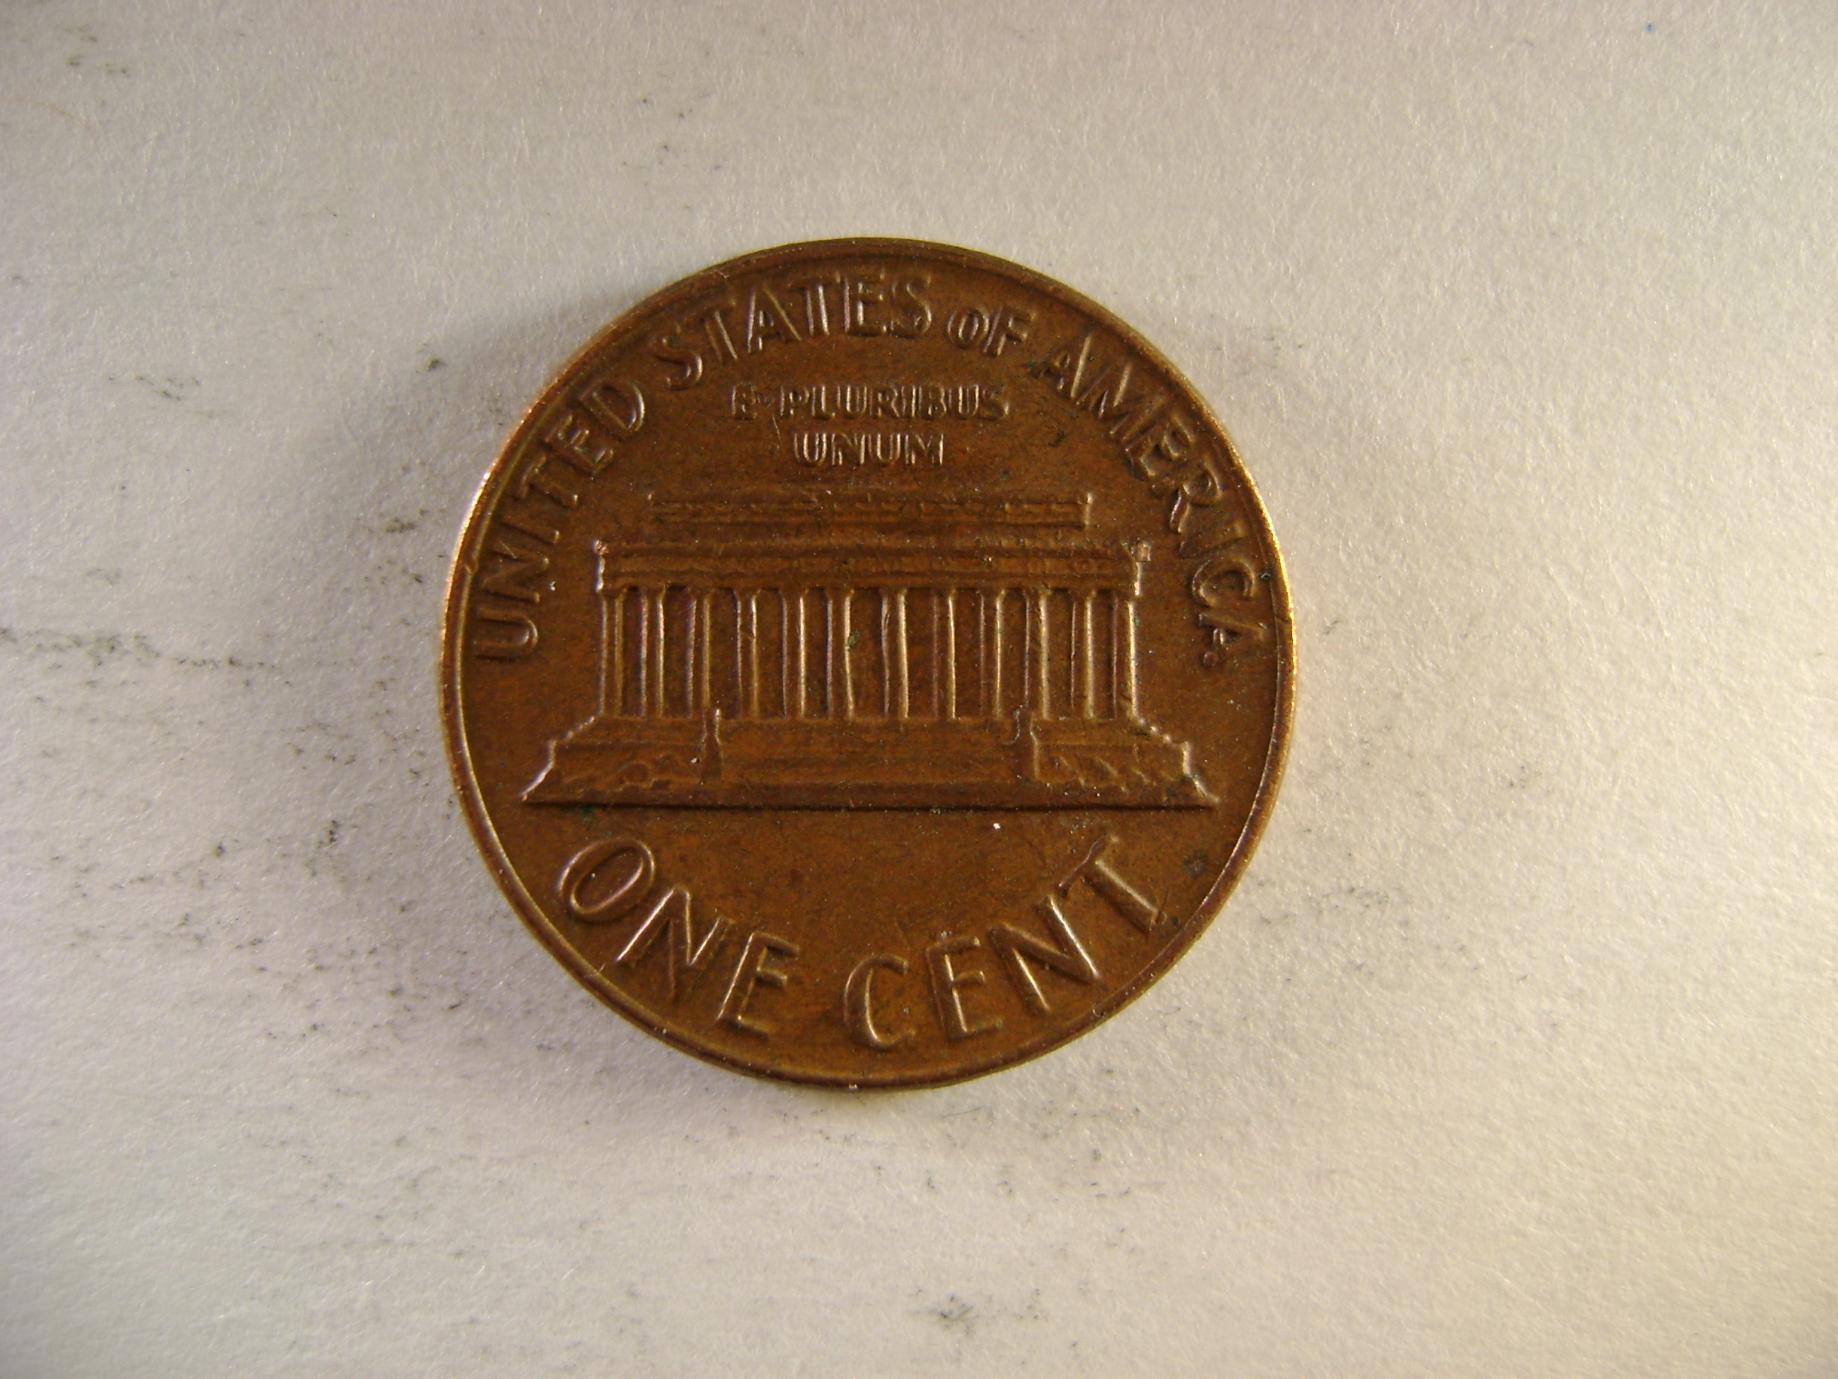 UNITED STATES OF AMERICA
E·PLURIBUS
UNUM
ONE CENT